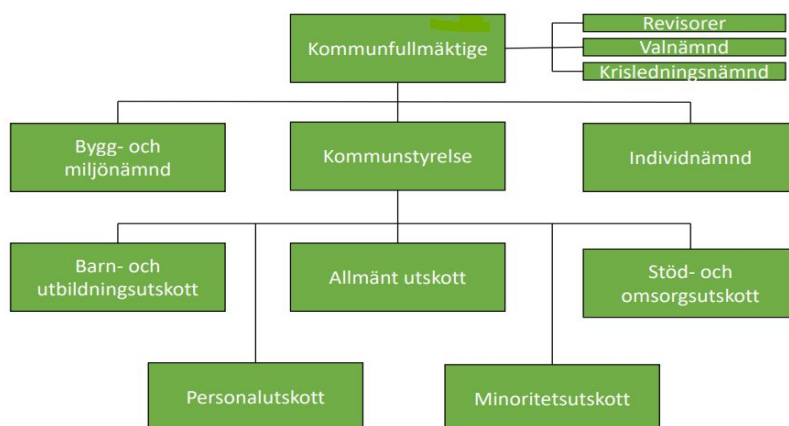 Kommunfullmäktige
Revisorer
Valnämnd
Krisledningsnämnd
Bygg- och
miljönämnd
Kommunstyrelse
Individnämnd
Barn- och
utbildningsutskott
Allmänt utskott
Stöd- och
omsorgsutskott
Personalutskott
Minoritetsutskott